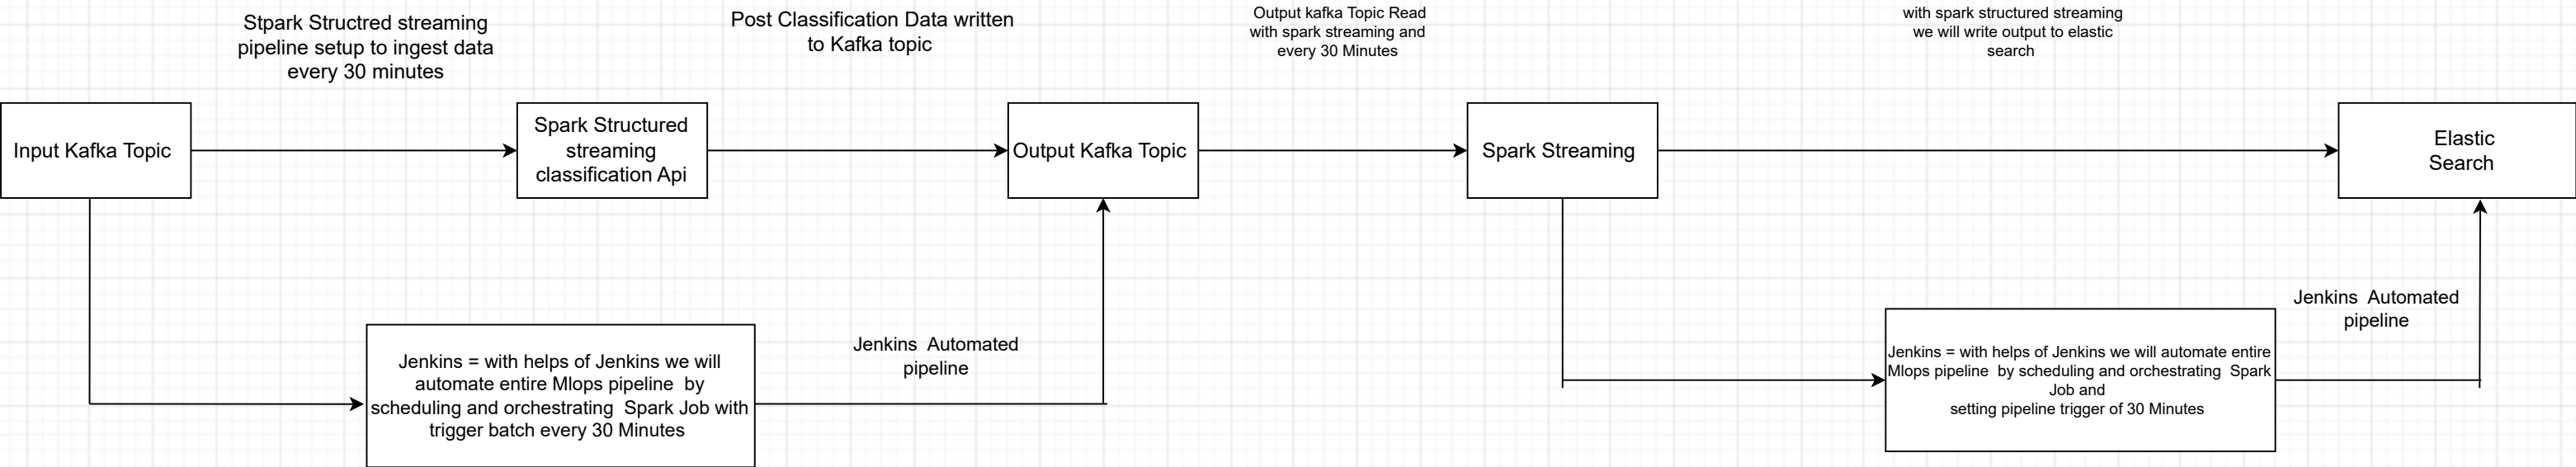 Stpark Structred streaming
pipeline setup to ingest data
every 30 minutes
Post Classification Data written
to Kafka topic
Output kafka Topic Read
with spark streaming and
every 30 Minutes
with spark structured streaming
we will write output to elastic
search
Input Kafka Topic
Spark Structured
streaming
classification Api
Output Kafka Topic
Spark Streaming
Elastic
Search
Jenkins = with helps of Jenkins we will
automate entire Mlops pipeline by
scheduling and orchestrating Spark Job with
trigger batch every 30 Minutes
Jenkins Automated
pipeline
Jenkins = with helps of Jenkins we will automate entire
Mlops pipeline by scheduling and orchestrating Spark
Job and
setting pipeline trigger of 30 Minutes
Jenkins Automated
pipeline